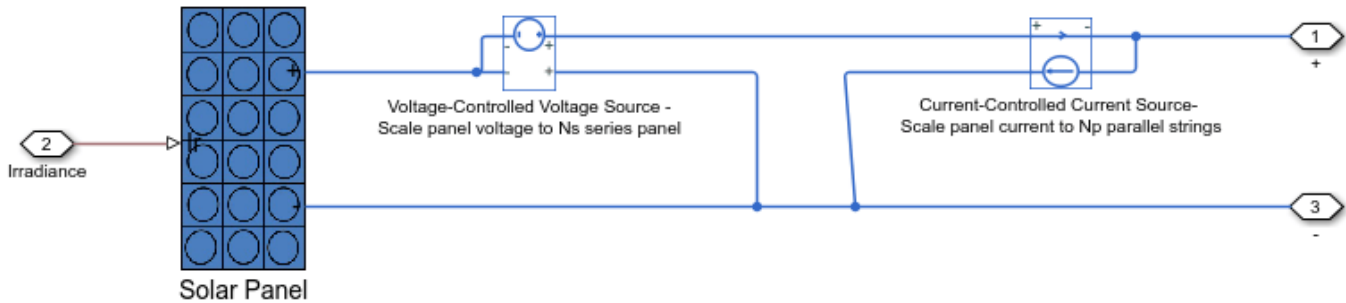 2
Irradiance
Ir
+
-
Solar Panel
- +
- +
Voltage-Controlled Voltage Source -
Scale panel voltage to Ns series panel
+ -
Current-Controlled Current Source-
Scale panel current to Np parallel strings
1
+
3
-